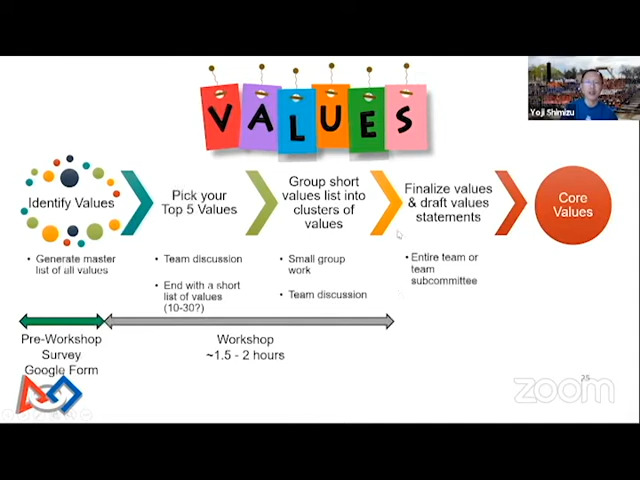 VALUES
Yoji Shimizu
Identify Values
Pick your
Top 5 Values
Group short
values list into
clusters of
values
Finalize values
& draft values
statements
Core
Values
• Generate master
list of all values
• Team discussion
• End with a short
list of values
(10-30?)
• Small group
work
• Team discussion
• Entire team or
team
subcommittee
Pre-Workshop
Survey
Google Form
Workshop
~1.5 - 2 hours
25
zoom